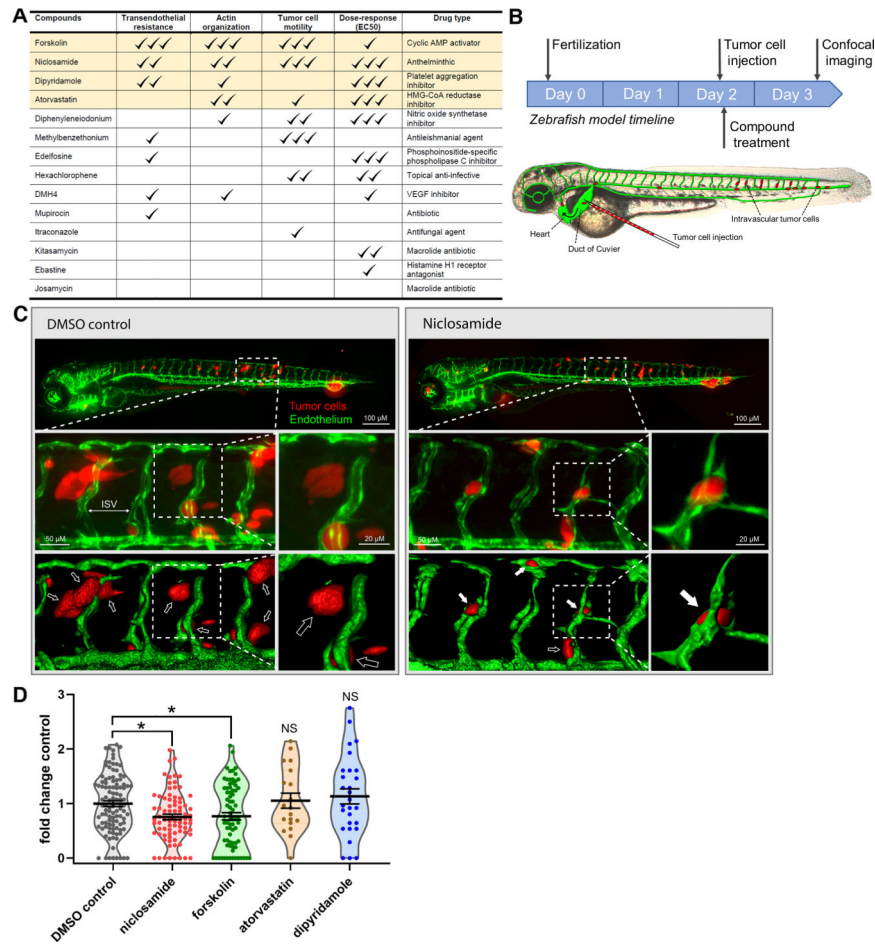 A
Compounds Transendothelial resistance Actin organization Tumor cell motility Dose-response (EC50) Drug type
Forskolin ✓✓✓ ✓✓✓ ✓✓✓ ✓ Cyclic AMP activator
Niclosamide ✓✓ ✓✓ ✓✓✓ ✓✓✓ Anthelminthic
Dipyridamole ✓✓ ✓ ✓✓✓ Platelet aggregation inhibitor
Atorvastatin ✓✓ ✓ ✓✓✓ HMG-CoA reductase inhibitor
Diphenyleneiodonium ✓ ✓✓ ✓✓✓ Nitric oxide synthetase inhibitor
Methylbenzethonium ✓ ✓✓✓ Antileishmanial agent
Edelfosine ✓ ✓✓✓ Phosphoinositide-specific phospholipase C inhibitor
Hexachlorophene ✓✓ ✓✓ Topical anti-infective
DMH4 ✓ ✓ ✓ VEGF inhibitor
Mupirocin ✓ Antibiotic
Itraconazole ✓ Antifungal agent
Kitasamycin ✓✓ Macrolide antibiotic
Ebastine ✓ Histamine H1 receptor antagonist
Josamycin Macrolide antibiotic
B
Fertilization
Tumor cell injection
Confocal imaging
Day 0 Day 1 Day 2 Day 3
Zebrafish model timeline
Compound treatment
Intravascular tumor cells
Heart
Duct of Cuvier
Tumor cell injection
C
DMSO control
Tumor cells
Endothelium
100 µM
ISV
50 µM
20 µM
Niclosamide
100 µM
50 µM
20 µM
D
fold change control
3
2
1
0
*
*
NS
NS
DMSO control
niclosamide
forskolin
atorvastatin
dipyridamole